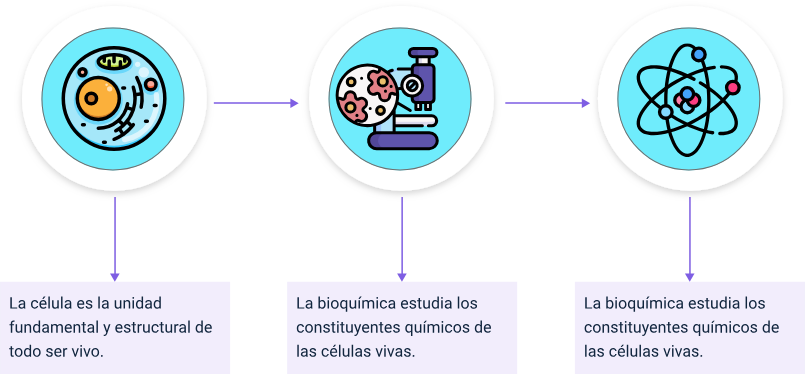 La célula es la unidad
fundamental y estructural de
todo ser vivo.
La bioquímica estudia los
constituyentes químicos de
las células vivas.
La bioquímica estudia los
constituyentes químicos de
las células vivas.